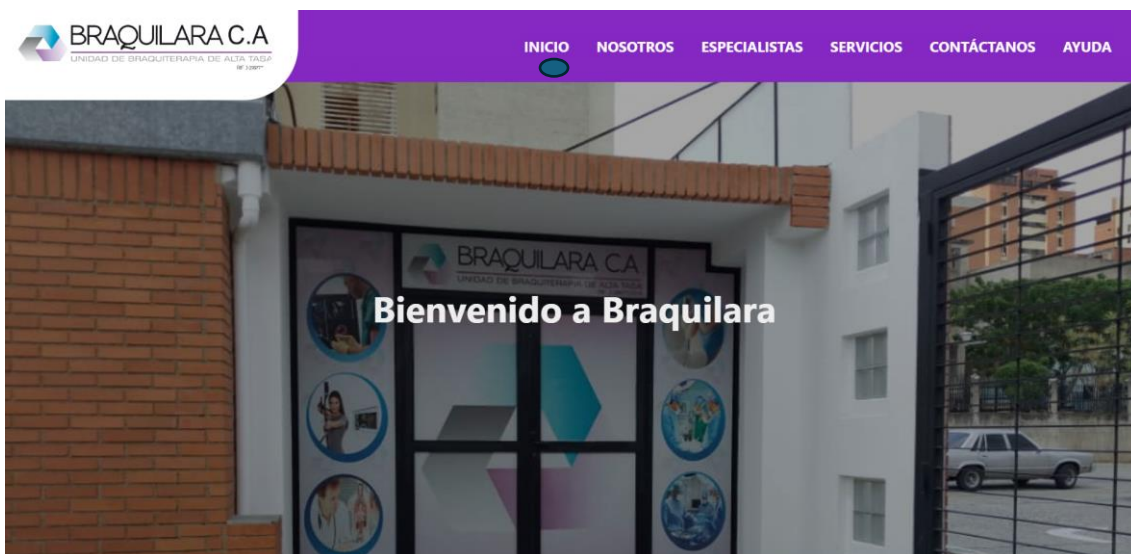 BRAQUILARA C.A
UNIDAD DE BRAQUITERAPIA DE ALTA TASA
INICIO NOSOTROS ESPECIALISTAS SERVICIOS CONTÁCTANOS AYUDA
BRAQUILARA C.A.
UNIDAD DE BRAQUITERAPIA DE ALTA TASA
Bienvenido a Braquilara